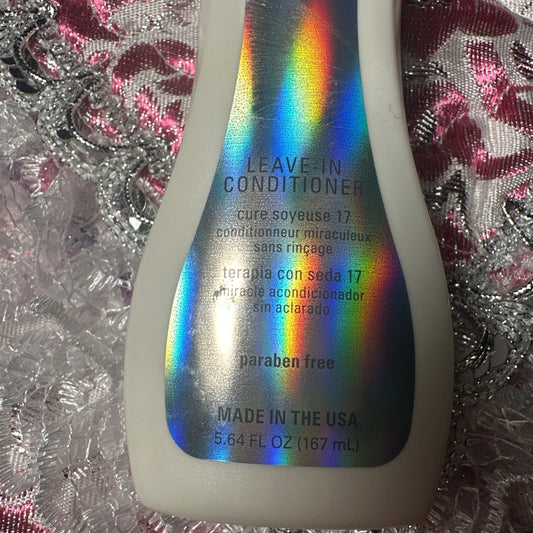 LEAVE-IN
CONDITIONER
cure soyeuse 17
conditionneur miraculeux
sans rinçage
terapia con seda 17
miracle acondicionador
sin aclarado
paraben free
MADE IN THE USA
5.64 FL OZ (167 mL)